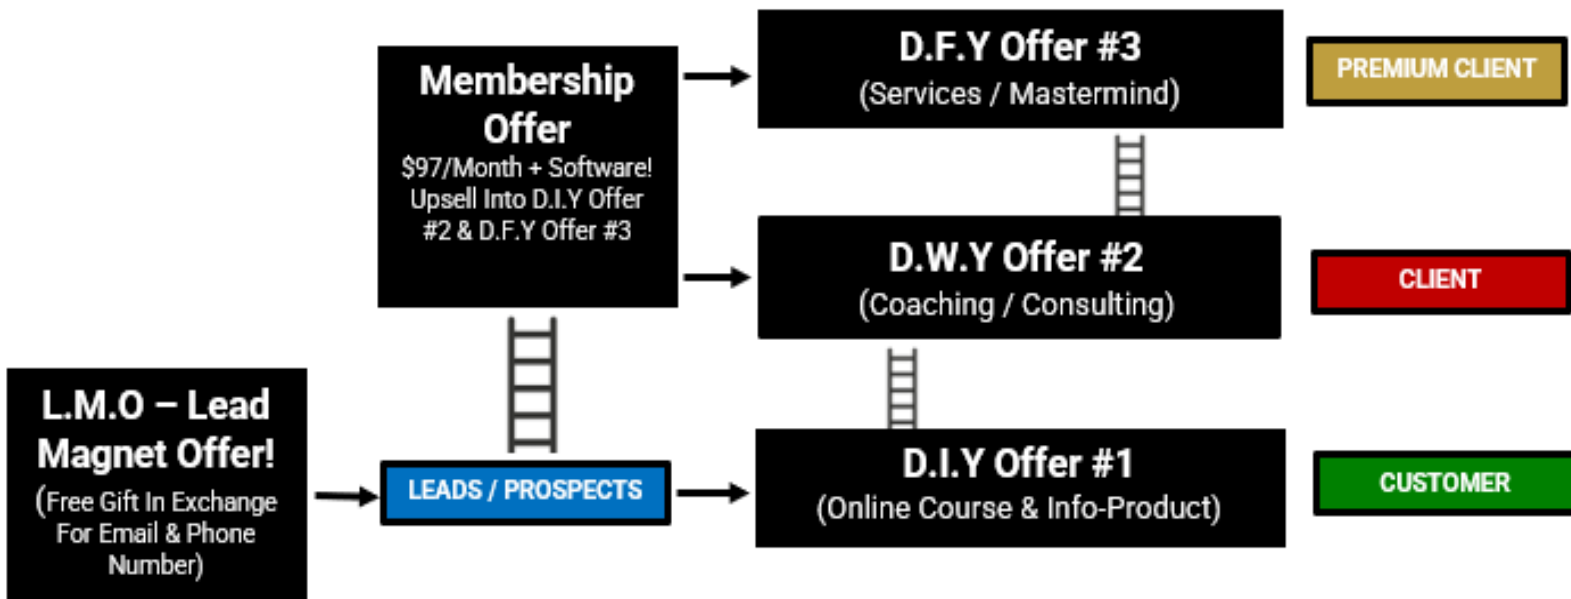 L.M.O – Lead
Magnet Offer!
(Free Gift In Exchange
For Email & Phone
Number)
LEADS / PROSPECTS
Membership
Offer
$97/Month + Software!
Upsell Into D.I.Y Offer
#2 & D.F.Y Offer #3
D.F.Y Offer #3
(Services / Mastermind)
PREMIUM CLIENT
D.W.Y Offer #2
(Coaching / Consulting)
CLIENT
D.I.Y Offer #1
(Online Course & Info-Product)
CUSTOMER